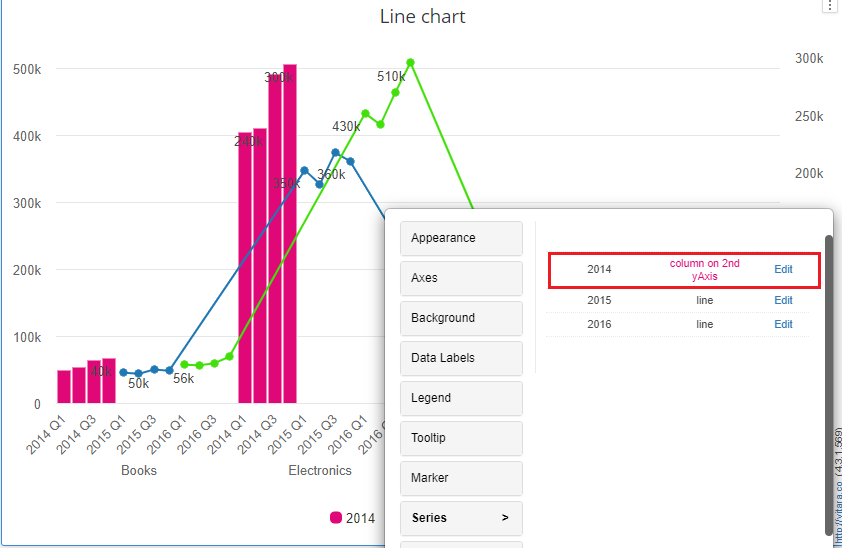 Line chart
500k
400k
300k
200k
100k
0
300k
250k
200k
40k
50k
56k
240k
300k
350k
360k
430k
510k
2014 Q1
2014 Q3
2015 Q1
2015 Q3
2016 Q1
2016 Q3
2014 Q1
2014 Q3
2015 Q1
2015 Q3
2016 Q1
Books
Electronics
2014
Appearance
Axes
Background
Data Labels
Legend
Tooltip
Marker
Series >
2014 column on 2nd yAxis Edit
2015 line Edit
2016 line Edit
http://vitara.co (4.3.1.569)